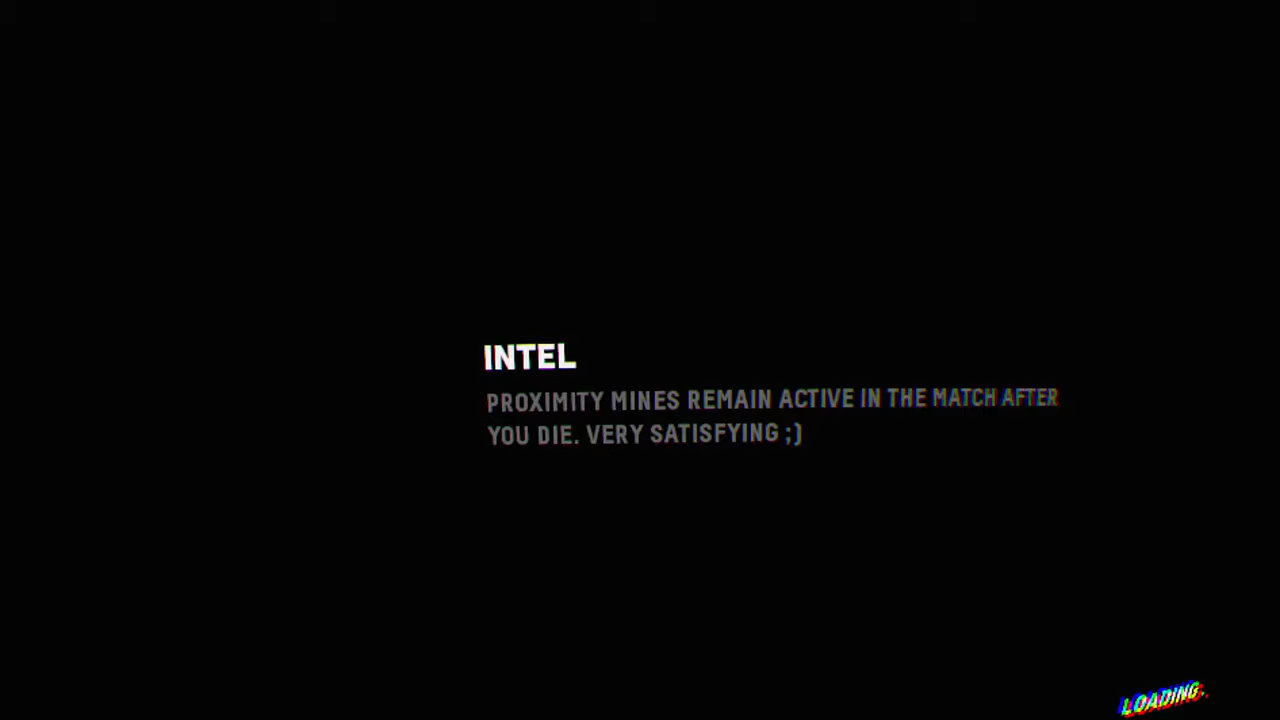 INTEL
PROXIMITY MINES REMAIN ACTIVE IN THE MATCH AFTER
YOU DIE. VERY SATISFYING ;)
LOADING..